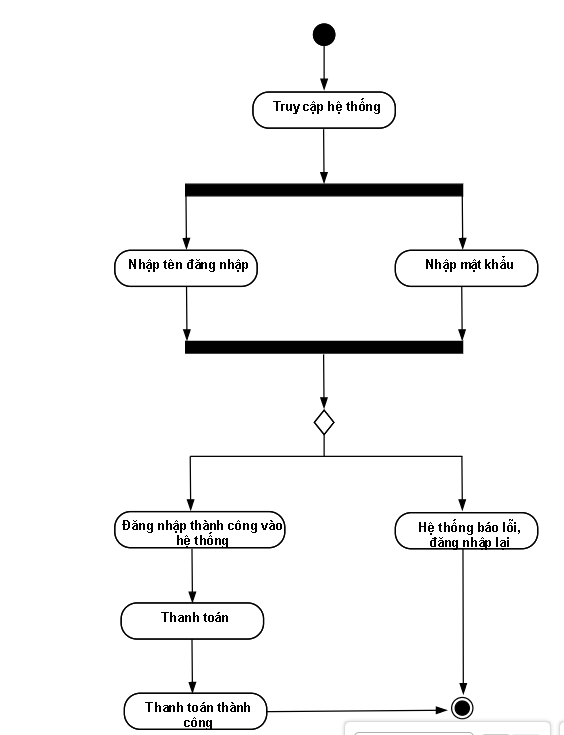 Truy cập hệ thống
Nhập tên đăng nhập
Nhập mật khẩu
Đăng nhập thành công vào
hệ thống
Hệ thống báo lỗi,
đăng nhập lại
Thanh toán
Thanh toán thành
công